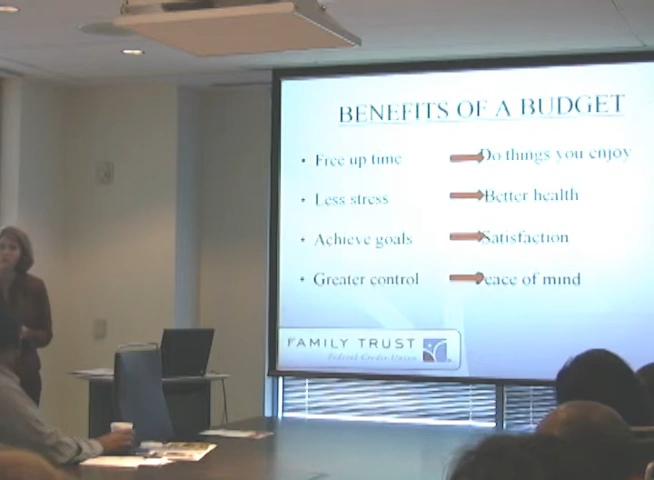 BENEFITS OF A BUDGET
• Free up time Do things you enjoy
• Less stress Better health
• Achieve goals Satisfaction
• Greater control Peace of mind
FAMILY TRUST
Federal Credit Union